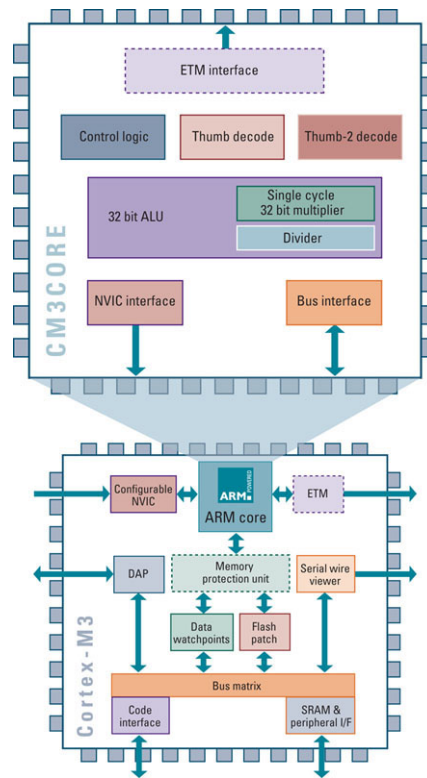 ETM interface
Control logic
Thumb decode
Thumb-2 decode
32 bit ALU
Single cycle
32 bit multiplier
Divider
NVIC interface
Bus interface
CM3CORE
Configurable
NVIC
ARM
POWERED
ARM core
ETM
DAP
Memory
protection unit
Serial wire
viewer
Data
watchpoints
Flash
patch
Bus matrix
Code
interface
SRAM &
peripheral I/F
Cortex-M3